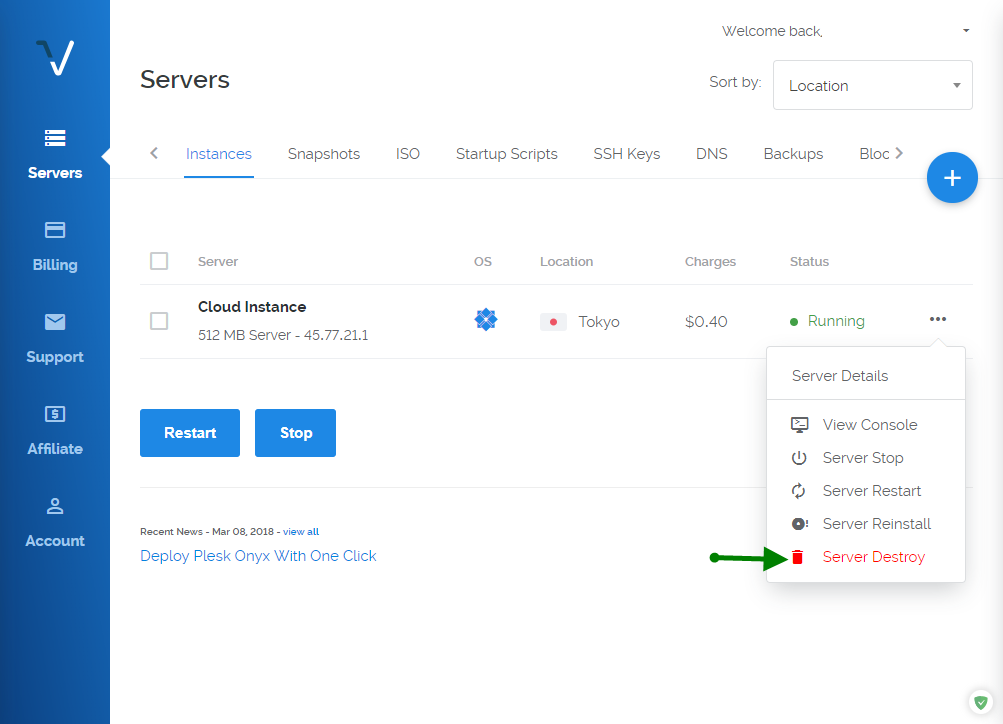 Welcome back,
Servers
Sort by:
Location
Instances Snapshots ISO Startup Scripts SSH Keys DNS Backups Bloc
Servers
Billing
Support
Affiliate
Account
Server OS Location Charges Status
Cloud Instance
512 MB Server - 45.77.21.1
Tokyo $0.40 Running
Server Details
View Console
Server Stop
Server Restart
Server Reinstall
Server Destroy
Restart Stop
Recent News - Mar 08, 2018 - view all
Deploy Plesk Onyx With One Click